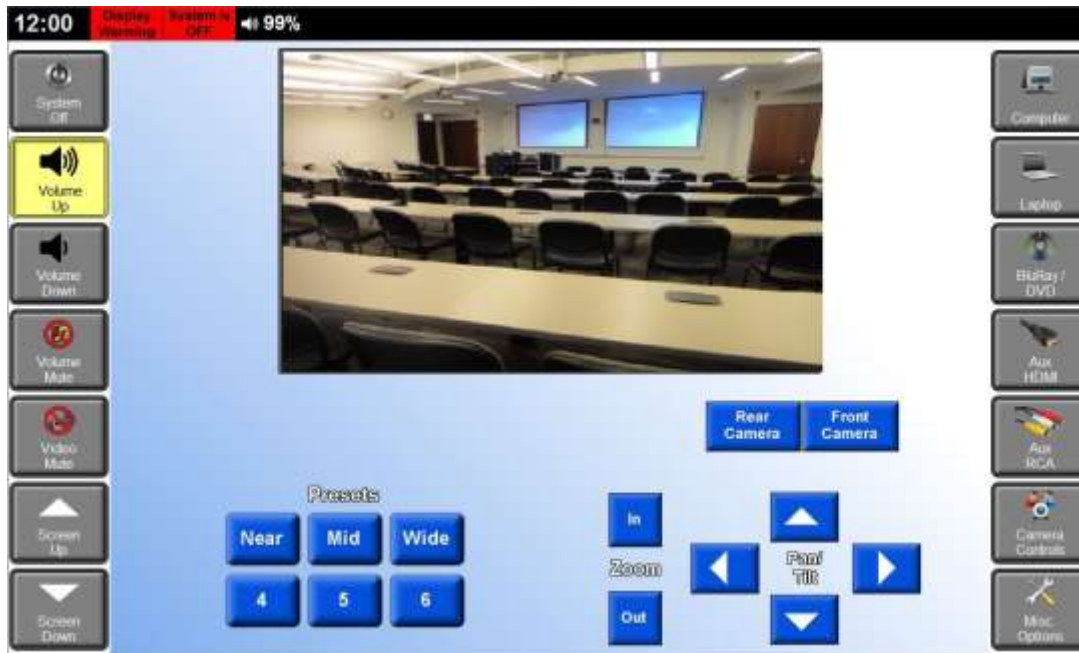 12:00
Display
Warming
System is
OFF
99%
System
Off
Volume
Up
Volume
Down
Volume
Mute
Video
Mute
Screen
Up
Screen
Down
Computer
Laptop
BluRay/
DVD
Aux
HDMI
Aux
RCA
Camera
Controls
Misc.
Options
Rear
Camera
Front
Camera
Presets
Near
Mid
Wide
4
5
6
In
Zoom
Out
Pan/
Tilt